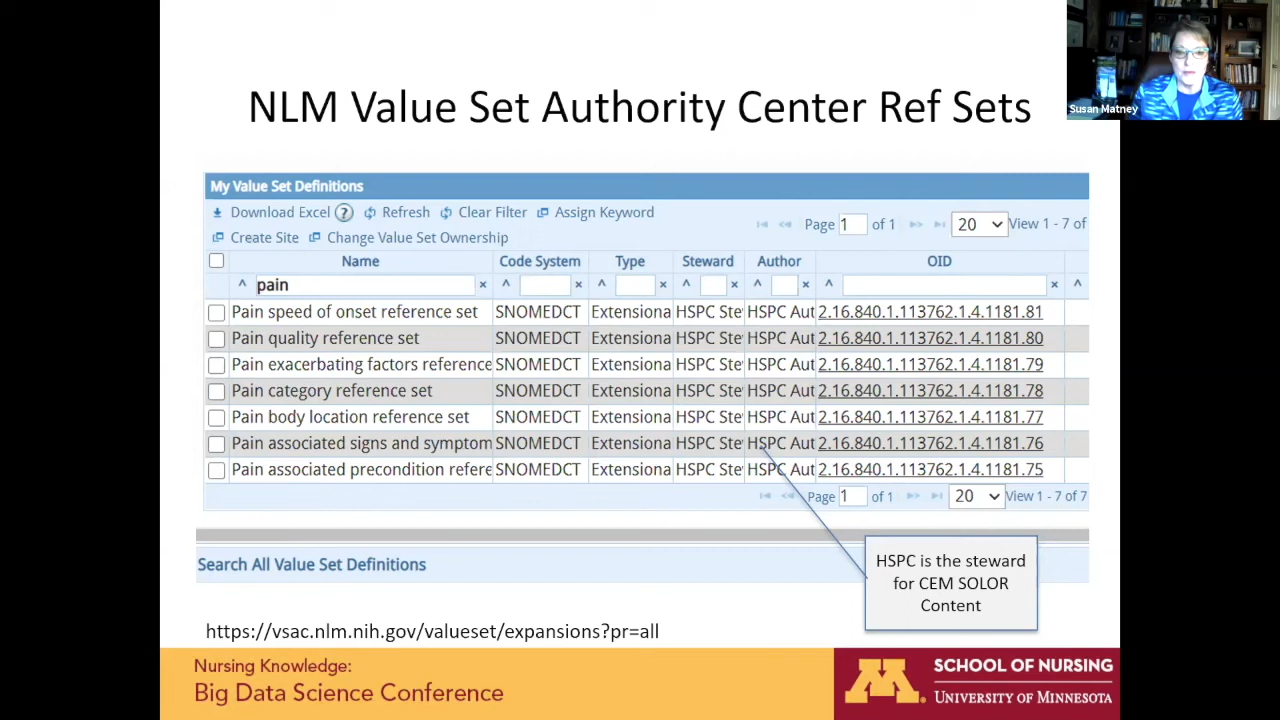 Susan Matney
NLM Value Set Authority Center Ref Sets
My Value Set Definitions
Download Excel ? Refresh Clear Filter Assign Keyword
Create Site Change Value Set Ownership
Page 1 of 1 20 View 1 - 7 of
Name Code System Type Steward Author OID
^ pain × ^ × ^ × ^ × ^ × ^ × ^
Pain speed of onset reference set SNOMEDCT Extensiona HSPC Ste HSPC Aut 2.16.840.1.113762.1.4.1181.81
Pain quality reference set SNOMEDCT Extensiona HSPC Ste HSPC Aut 2.16.840.1.113762.1.4.1181.80
Pain exacerbating factors reference SNOMEDCT Extensiona HSPC Ste HSPC Aut 2.16.840.1.113762.1.4.1181.79
Pain category reference set SNOMEDCT Extensiona HSPC Ste HSPC Aut 2.16.840.1.113762.1.4.1181.78
Pain body location reference set SNOMEDCT Extensiona HSPC Ste HSPC Aut 2.16.840.1.113762.1.4.1181.77
Pain associated signs and symptom SNOMEDCT Extensiona HSPC Ste HSPC Aut 2.16.840.1.113762.1.4.1181.76
Pain associated precondition refere SNOMEDCT Extensiona HSPC Ste HSPC Aut 2.16.840.1.113762.1.4.1181.75
Page 1 of 1 20 View 1 - 7 of 7
HSPC is the steward
for CEM SOLOR
Content
Search All Value Set Definitions
https://vsac.nlm.nih.gov/valueset/expansions?pr=all
Nursing Knowledge:
Big Data Science Conference
M
SCHOOL OF NURSING
UNIVERSITY OF MINNESOTA